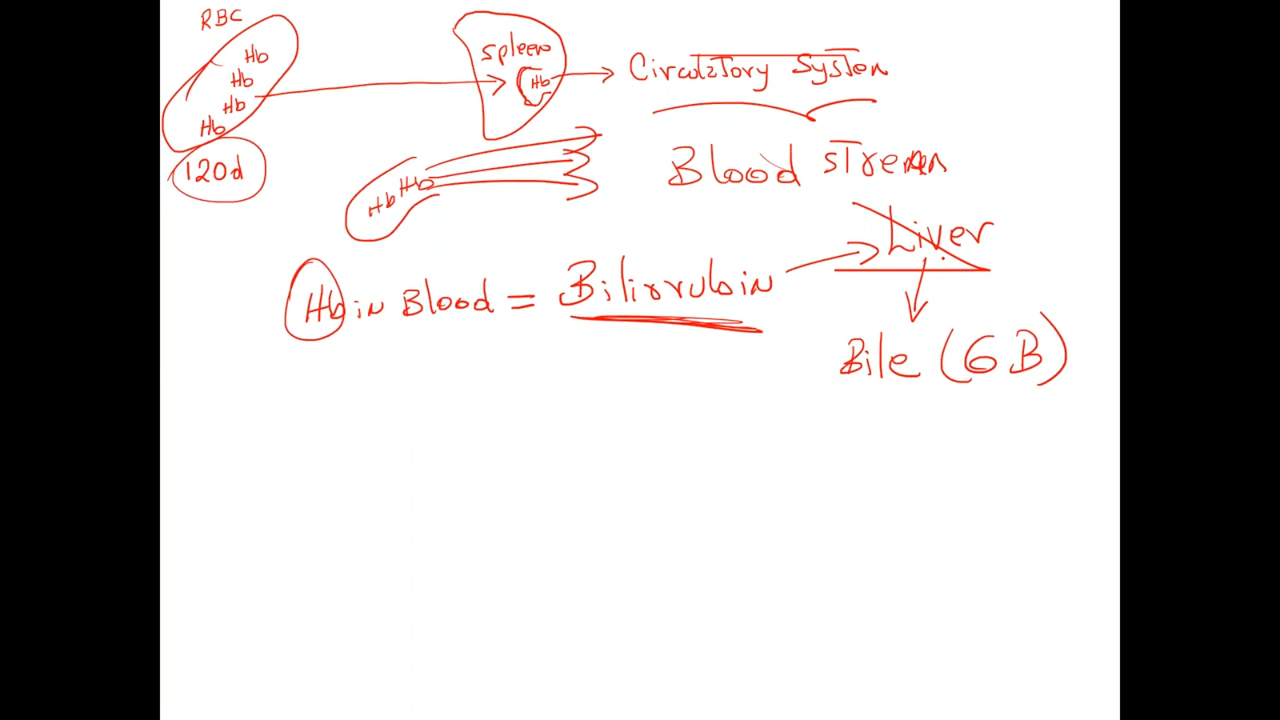 RBC
Hb
Hb
Hb
Hb
120d
spleen
Hb
Circulatory System
Blood stream
Hb Hb
Liver
Hb in Blood = Bilirrubin
Bile (GB)